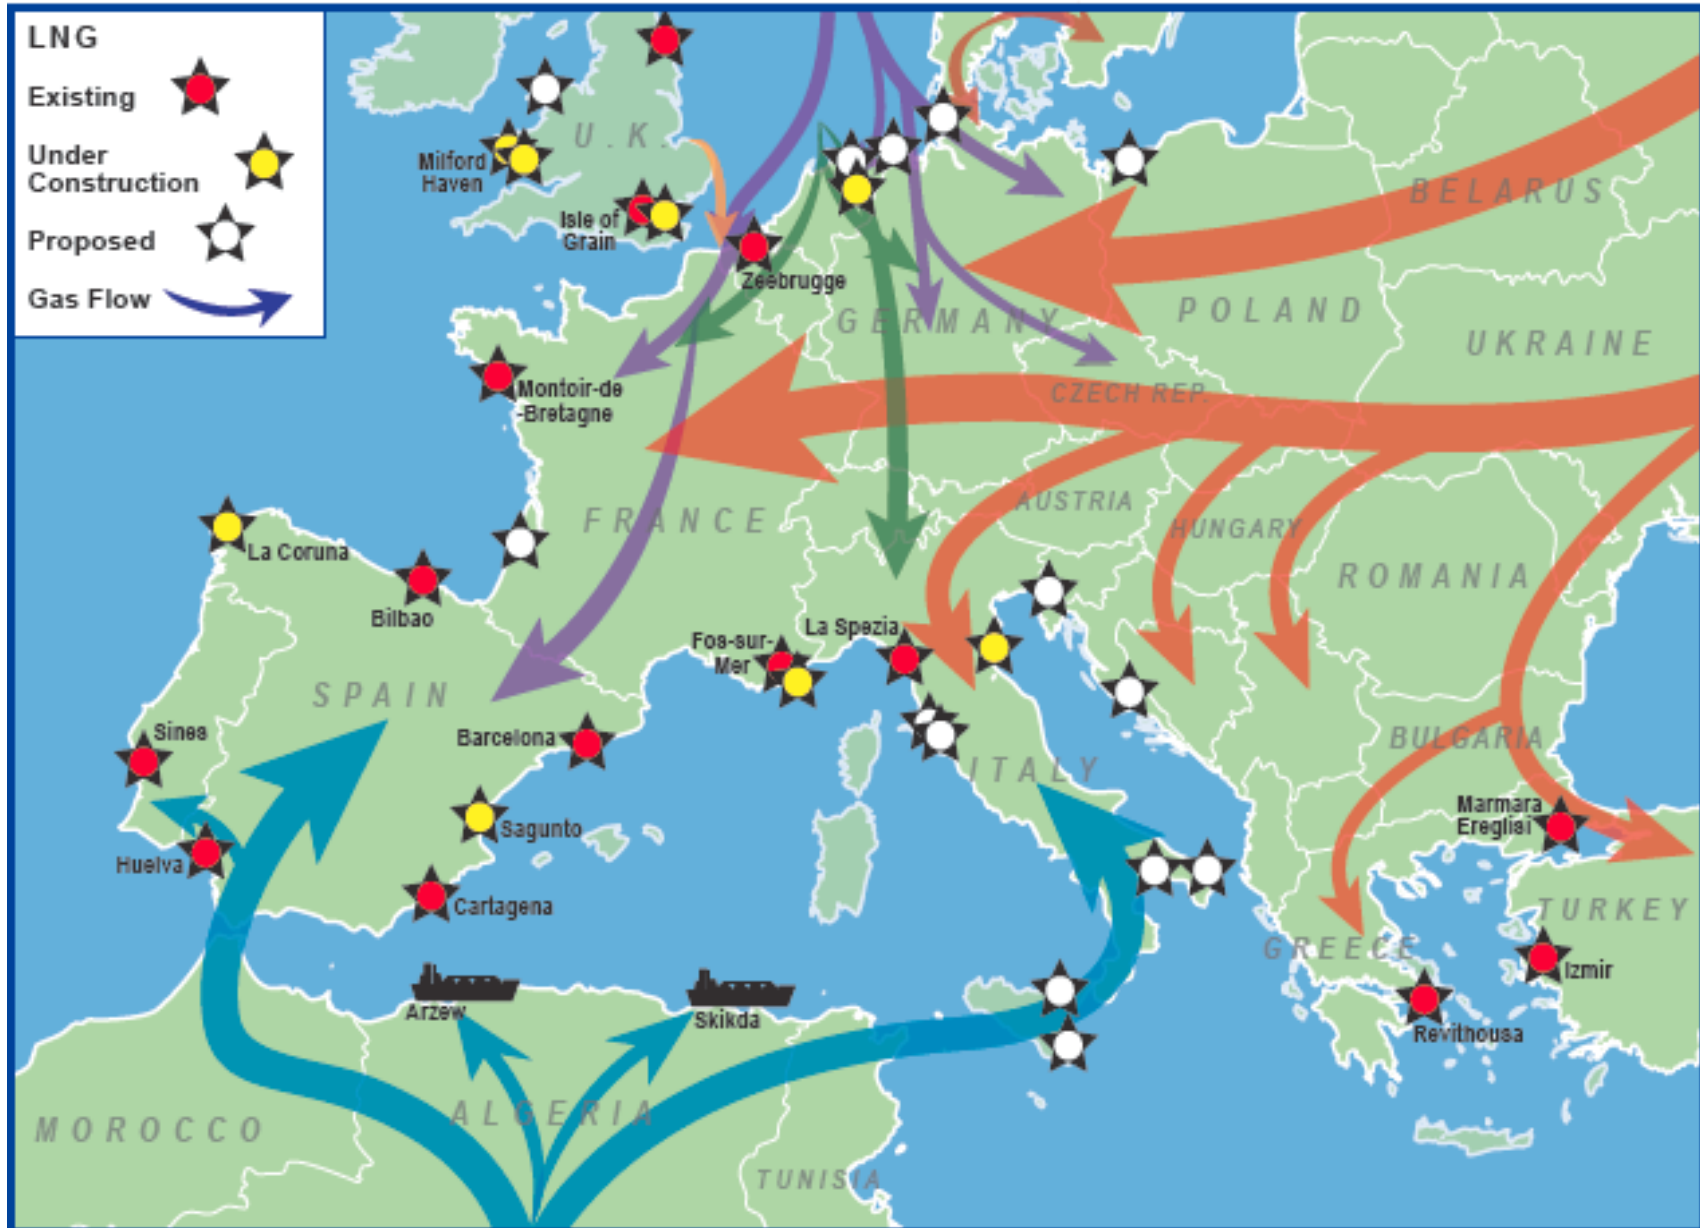 LNG
Existing
Under
Construction
Proposed
Gas Flow
U.K.
Milford
Haven
Isle of
Grain
Zeebrugge
BELARUS
GERMANY
POLAND
UKRAINE
Montoir-de
-Bretagne
CZECH REP.
FRANCE
AUSTRIA
HUNGARY
ROMANIA
La Coruna
Bilbao
Fos-sur-
Mer
La Spezia
SPAIN
Sines
Barcelona
ITALY
BULGARIA
Sagunto
Marmara
Ereglisi
Huelva
Cartagena
TURKEY
GREECE
Izmir
Arzew
Skikda
Revithousa
ALGERIA
MOROCCO
TUNISIA